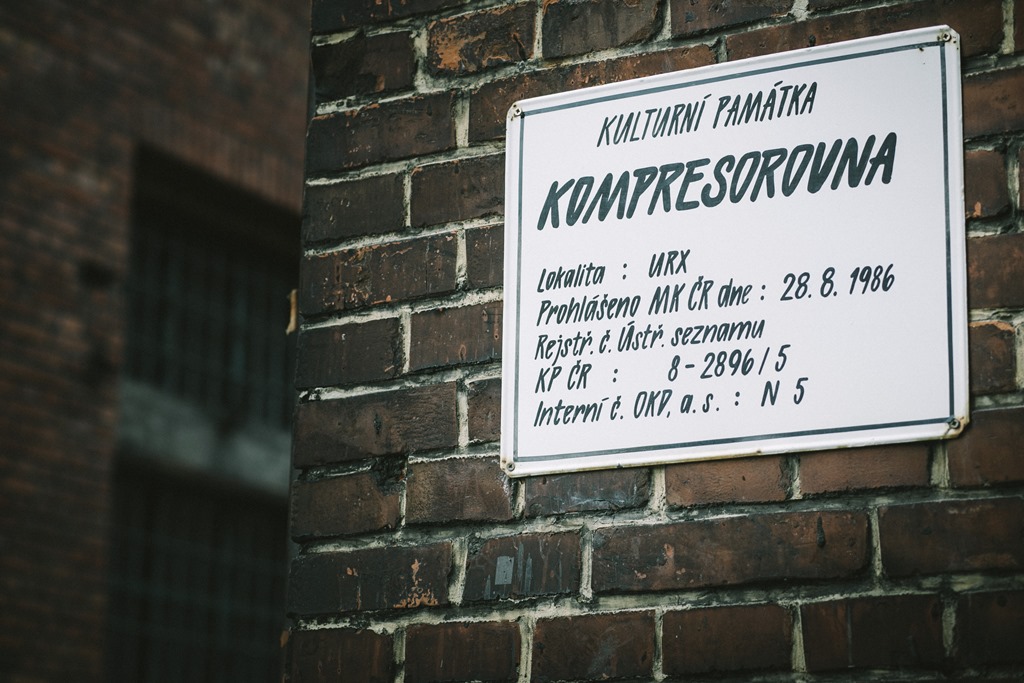 KULTURNÍ PAMÁTKA
KOMPRESOROVNA
Lokalita : URX
Prohlášeno MK ČR dne : 28. 8. 1986
Rejstř. č. Ústř. seznamu
KP ČR : 8-2896/5
Interní č. OKD, a.s. : N 5